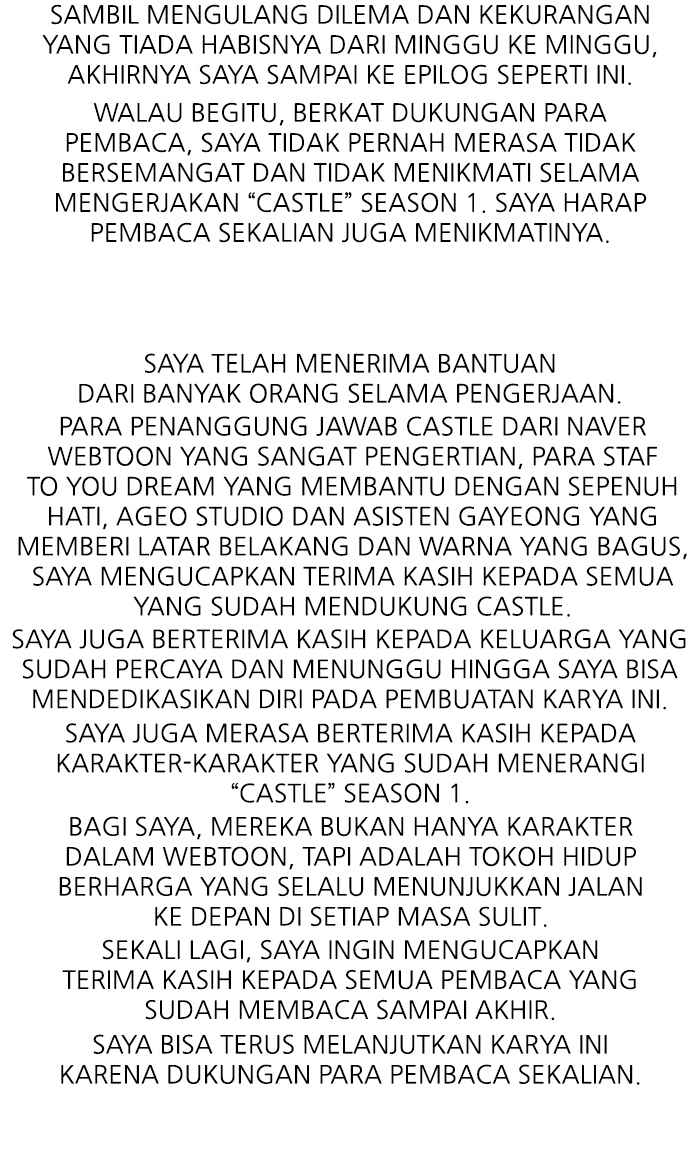 SAMBIL MENGULANG DILEMA DAN KEKURANGAN
YANG TIADA HABISNYA DARI MINGGU KE MINGGU,
AKHIRNYA SAYA SAMPAI KE EPILOG SEPERTI INI.
WALAU BEGITU, BERKAT DUKUNGAN PARA
PEMBACA, SAYA TIDAK PERNAH MERASA TIDAK
BERSEMANGAT DAN TIDAK MENIKMATI SELAMA
MENGERJAKAN “CASTLE” SEASON 1. SAYA HARAP
PEMBACA SEKALIAN JUGA MENIKMATINYA.
SAYA TELAH MENERIMA BANTUAN
DARI BANYAK ORANG SELAMA PENGERJAAN.
PARA PENANGGUNG JAWAB CASTLE DARI NAVER
WEBTOON YANG SANGAT PENGERTIAN, PARA STAF
TO YOU DREAM YANG MEMBANTU DENGAN SEPENUH
HATI, AGEO STUDIO DAN ASISTEN GAYEONG YANG
MEMBERI LATAR BELAKANG DAN WARNA YANG BAGUS,
SAYA MENGUCAPKAN TERIMA KASIH KEPADA SEMUA
YANG SUDAH MENDUKUNG CASTLE.
SAYA JUGA BERTERIMA KASIH KEPADA KELUARGA YANG
SUDAH PERCAYA DAN MENUNGGU HINGGA SAYA BISA
MENDEDIKASIKAN DIRI PADA PEMBUATAN KARYA INI.
SAYA JUGA MERASA BERTERIMA KASIH KEPADA
KARAKTER-KARAKTER YANG SUDAH MENERANGI
“CASTLE” SEASON 1.
BAGI SAYA, MEREKA BUKAN HANYA KARAKTER
DALAM WEBTOON, TAPI ADALAH TOKOH HIDUP
BERHARGA YANG SELALU MENUNJUKKAN JALAN
KE DEPAN DI SETIAP MASA SULIT.
SEKALI LAGI, SAYA INGIN MENGUCAPKAN
TERIMA KASIH KEPADA SEMUA PEMBACA YANG
SUDAH MEMBACA SAMPAI AKHIR.
SAYA BISA TERUS MELANJUTKAN KARYA INI
KARENA DUKUNGAN PARA PEMBACA SEKALIAN.